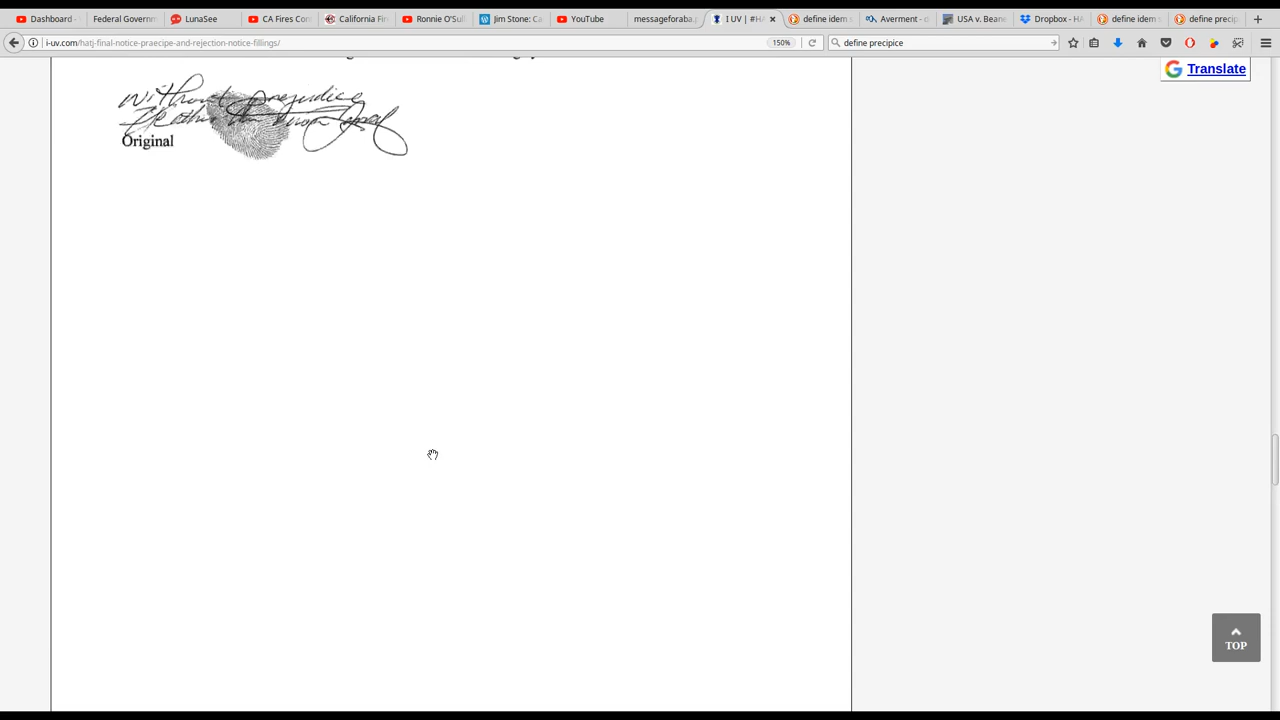 Dashboard -
Federal Governm
LunaSee
CA Fires Con
California Fir
Ronnie O'Sul
Jim Stone: Ca
YouTube
messageforaba.p
I UV | #HA
define idem s
Averment - d
USA v. Beane
Dropbox - HA
define idem s
define precip
i-uv.com/hatj-final-notice-praecipe-and-rejection-notice-fillings/
150%
define precipice
Translate
Without prejudice
Original
TOP